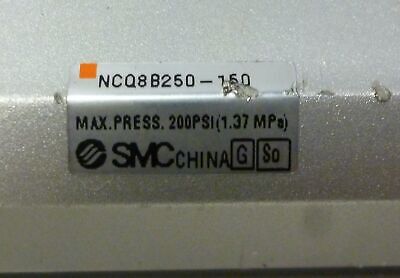 NCQ8B250-150
MAX.PRESS. 200PSI(1.37 MPa)
SMC CHINA G So